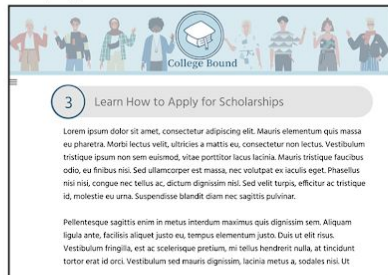 College Bound
3 Learn How to Apply for Scholarships
Lorem ipsum dolor sit amet, consectetur adipiscing elit. Mauris elementum quis massa
eu pharetra. Morbi lectus velit, ultricies a mattis eu, consectetur non lectus. Vestibulum
tristique ipsum non sem euismod, vitae porttitor lacus lacinia. Mauris tristique faucibus
odio, eu finibus nisi. Sed ullamcorper est massa, nec volutpat ex iaculis eget. Phasellus
nisi nisi, congue nec tellus ac, dictum dignissim nisl. Sed velit turpis, efficitur ac tristique
id, molestie eu urna. Suspendisse blandit diam nec sagittis pulvinar.
Pellentesque sagittis enim in metus interdum maximus quis dignissim sem. Aliquam
ligula ante, facilisis aliquet justo eu, tempus elementum justo. Duis ut elit risus.
Vestibulum fringilla, est ac scelerisque pretium, mi tellus hendrerit nulla, at tincidunt
tortor erat id orci. Vestibulum sed mauris dignissim, lacinia metus a, sodales nisi. Ut